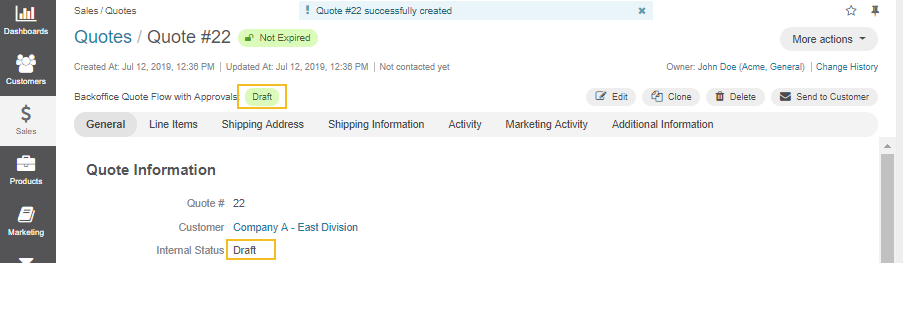 Dashboards
Customers
Sales
Products
Marketing
Sales / Quotes
! Quote #22 successfully created ×
Quotes / Quote #22 Not Expired
More actions
Created At: Jul 12, 2019, 12:36 PM | Updated At: Jul 12, 2019, 12:36 PM | Not contacted yet
Owner: John Doe (Acme, General) | Change History
Backoffice Quote Flow with Approvals Draft
Edit Clone Delete Send to Customer
General Line Items Shipping Address Shipping Information Activity Marketing Activity Additional Information
Quote Information
Quote # 22
Customer Company A - East Division
Internal Status Draft